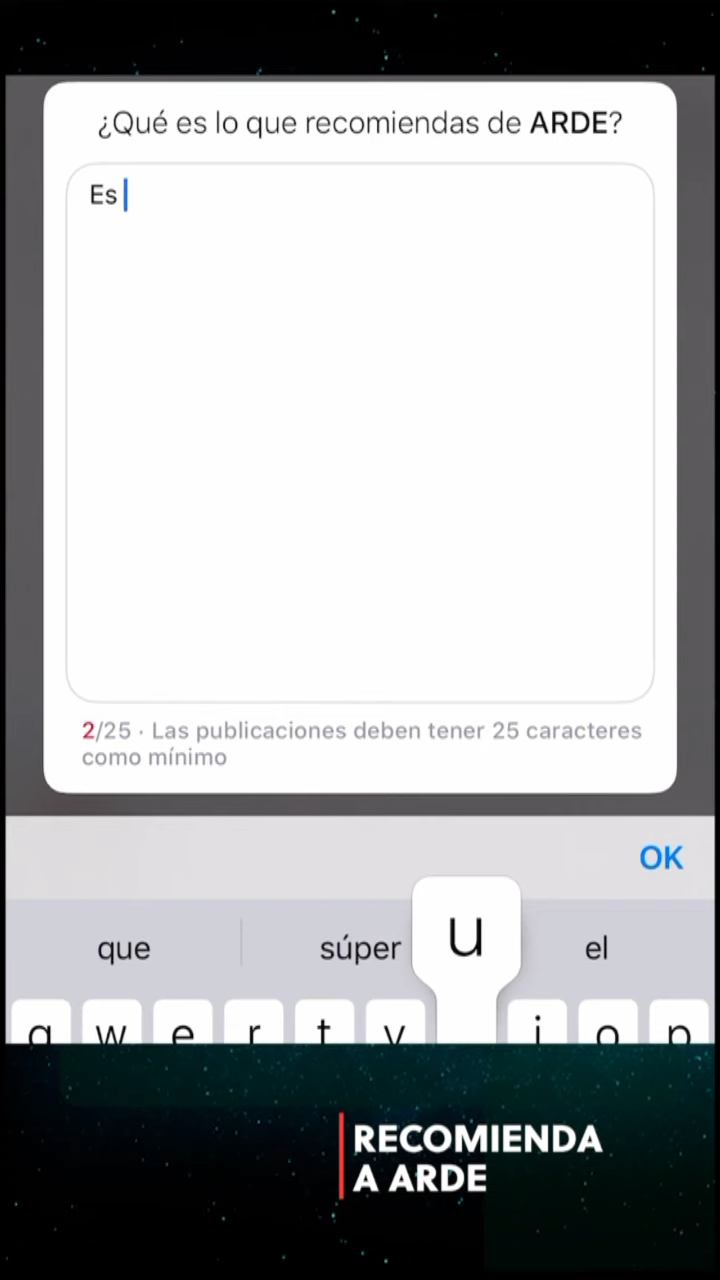 ¿Qué es lo que recomiendas de ARDE?
Es
2/25 · Las publicaciones deben tener 25 caracteres
como mínimo
OK
que súper u el
q w e r t y i o p
RECOMIENDA
A ARDE